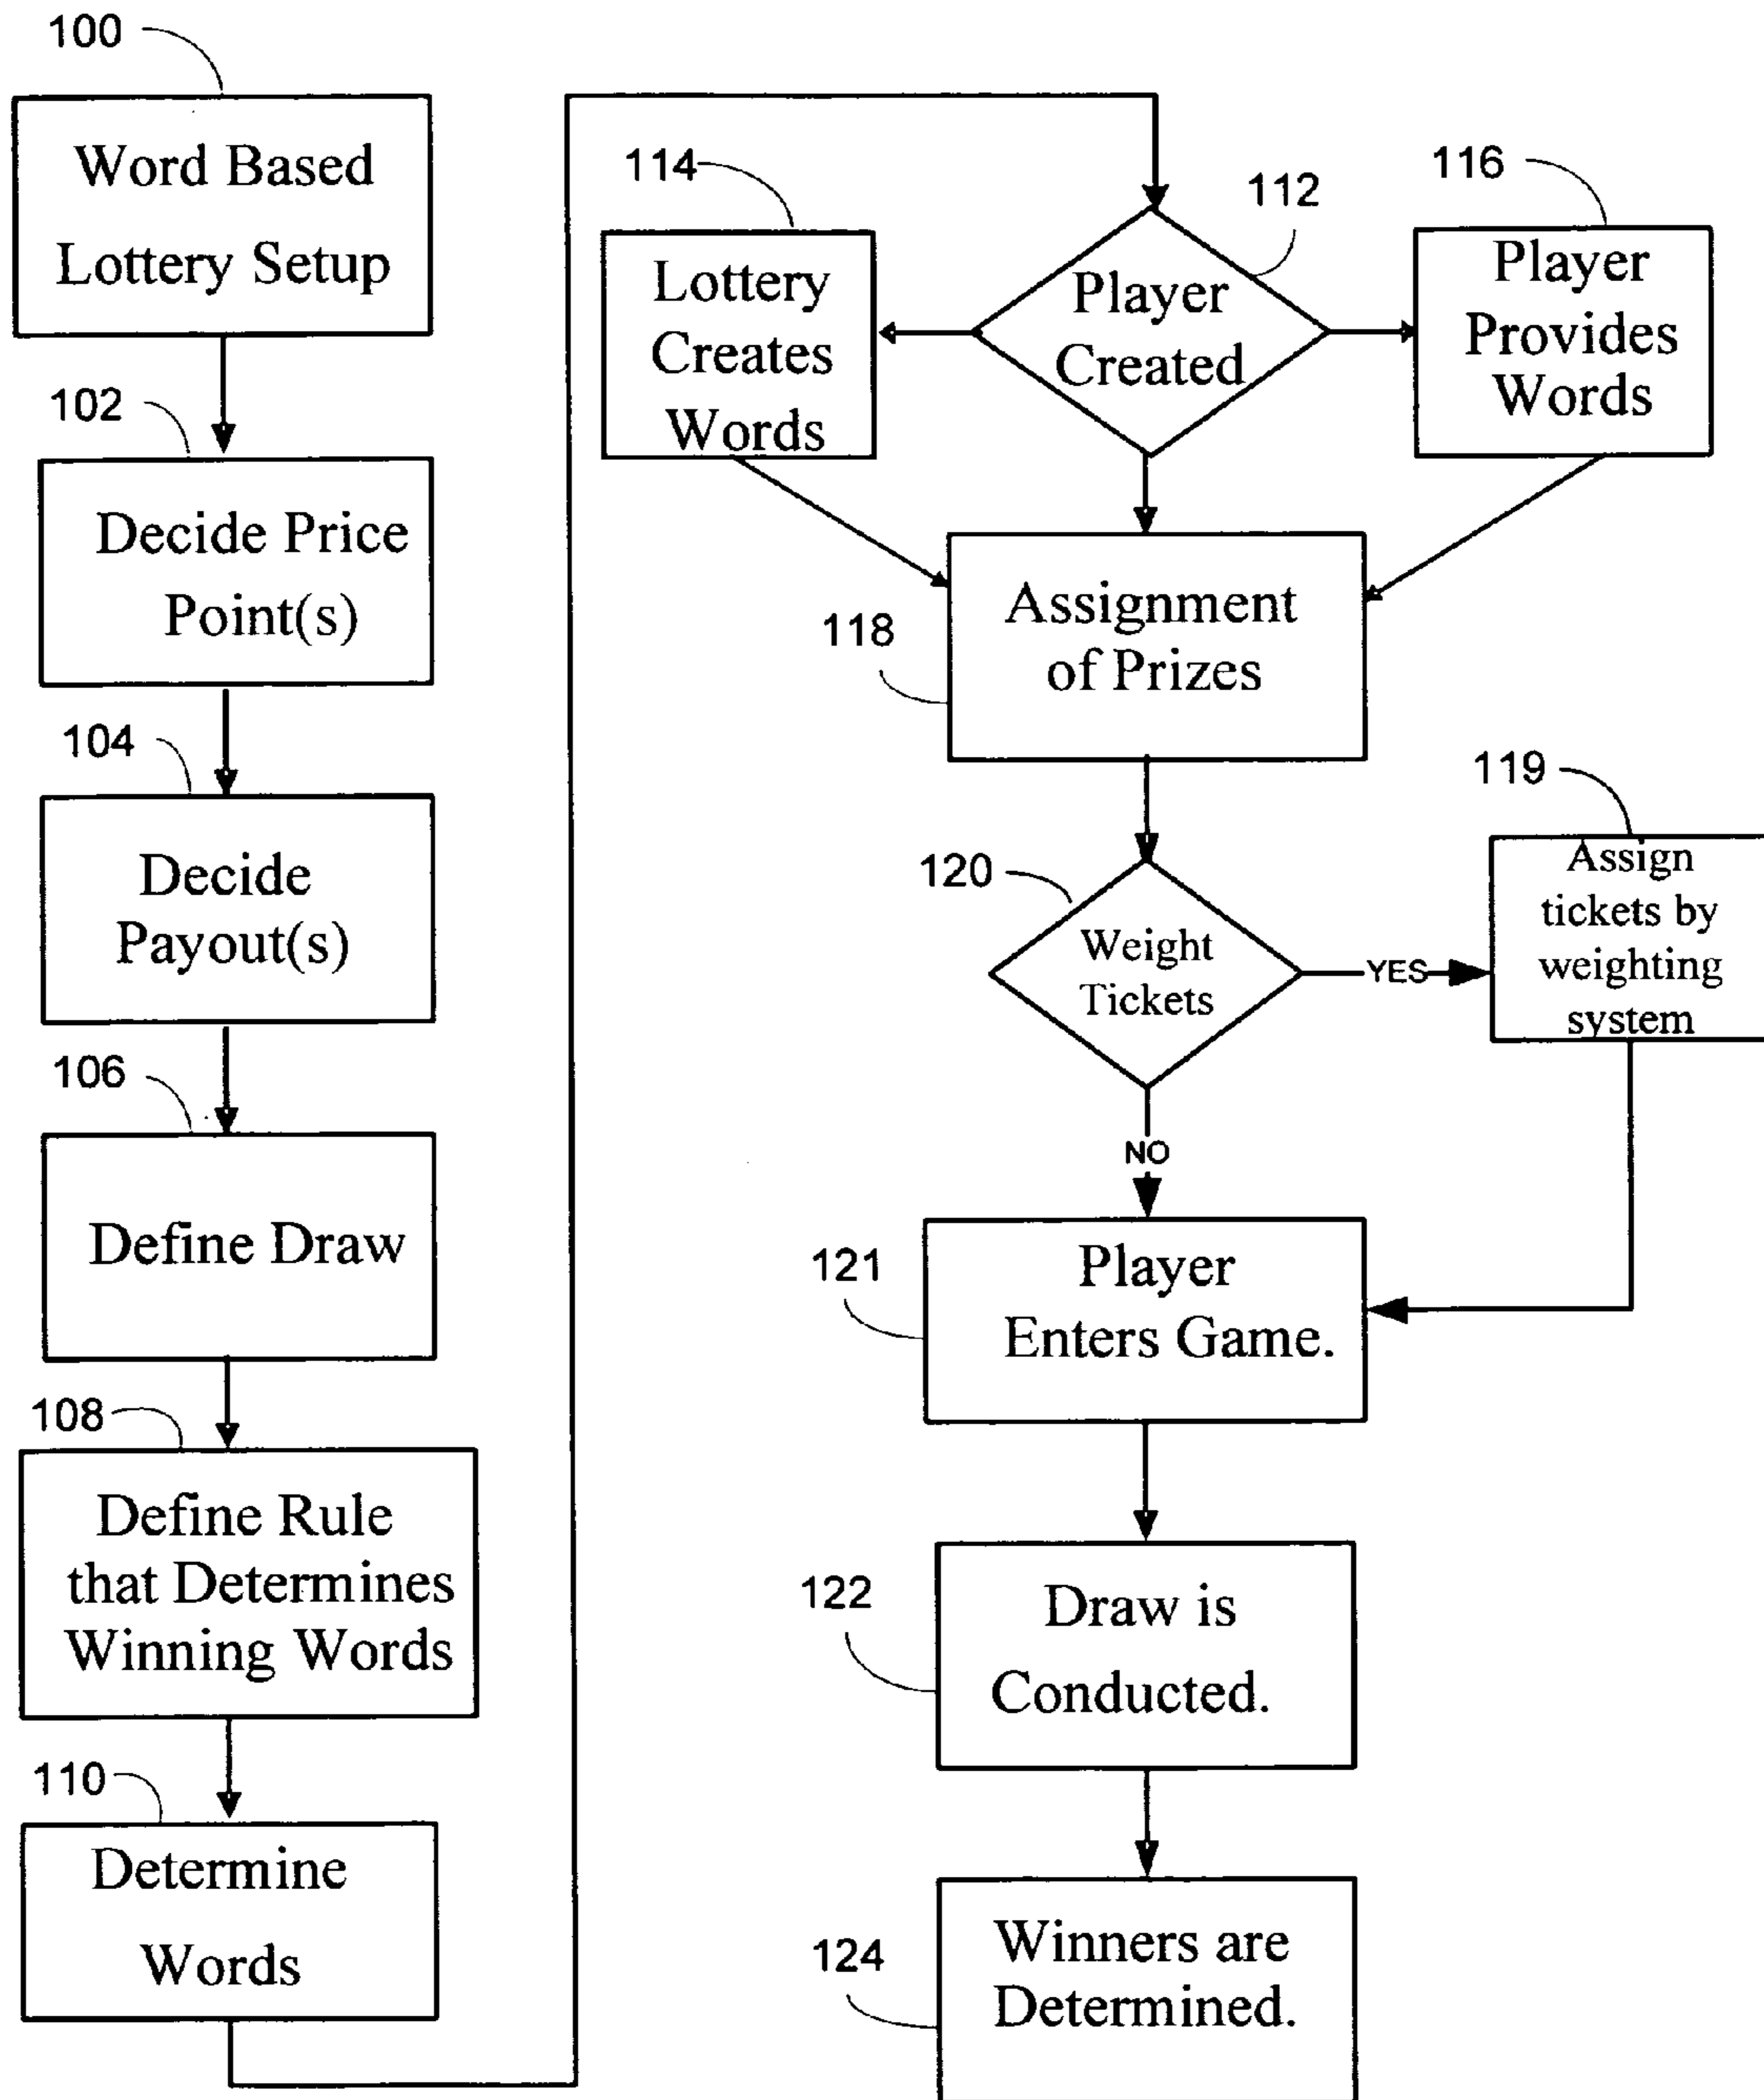 100
Word Based
Lottery Setup
102
Decide Price
Point(s)
104
Decide
Payout(s)
106
Define Draw
108
Define Rule
that Determines
Winning Words
110
Determine
Words
112
Player
Created
114
Lottery
Creates
Words
116
Player
Provides
Words
118
Assignment
of Prizes
120
Weight
Tickets
YES
119
Assign
tickets by
weighting
system
NO
121
Player
Enters Game.
122
Draw is
Conducted.
124
Winners are
Determined.